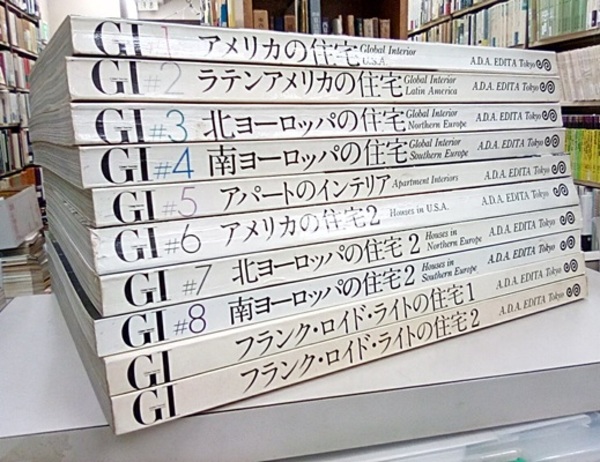 GI #1 アメリカの住宅 Global Interior U.S.A. A.D.A. EDITA Tokyo
GI #2 ラテンアメリカの住宅 Global Interior Latin America A.D.A. EDITA Tokyo
GI #3 北ヨーロッパの住宅 Global Interior Northern Europe A.D.A. EDITA Tokyo
GI #4 南ヨーロッパの住宅 Global Interior Southern Europe A.D.A. EDITA Tokyo
GI #5 アパートのインテリア Apartment Interiors A.D.A. EDITA Tokyo
GI #6 アメリカの住宅2 Houses in U.S.A. A.D.A. EDITA Tokyo
GI #7 北ヨーロッパの住宅 2 Houses in Northern Europe A.D.A. EDITA Tokyo
GI #8 南ヨーロッパの住宅 2 Houses in Southern Europe A.D.A. EDITA Tokyo
GI フランク・ロイド・ライトの住宅 1 A.D.A. EDITA Tokyo
GI フランク・ロイド・ライトの住宅 2 A.D.A. EDITA Tokyo